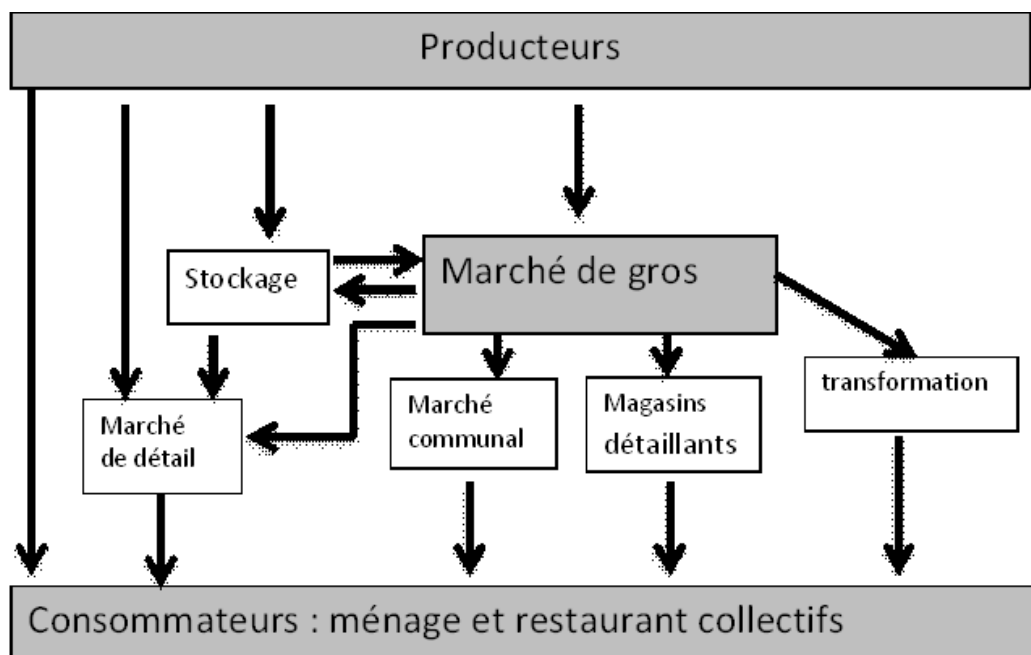 Producteurs
Stockage
Marché de gros
transformation
Marché
communal
Magasins
détaillants
Marché
de détail
Consommateurs : ménage et restaurant collectifs